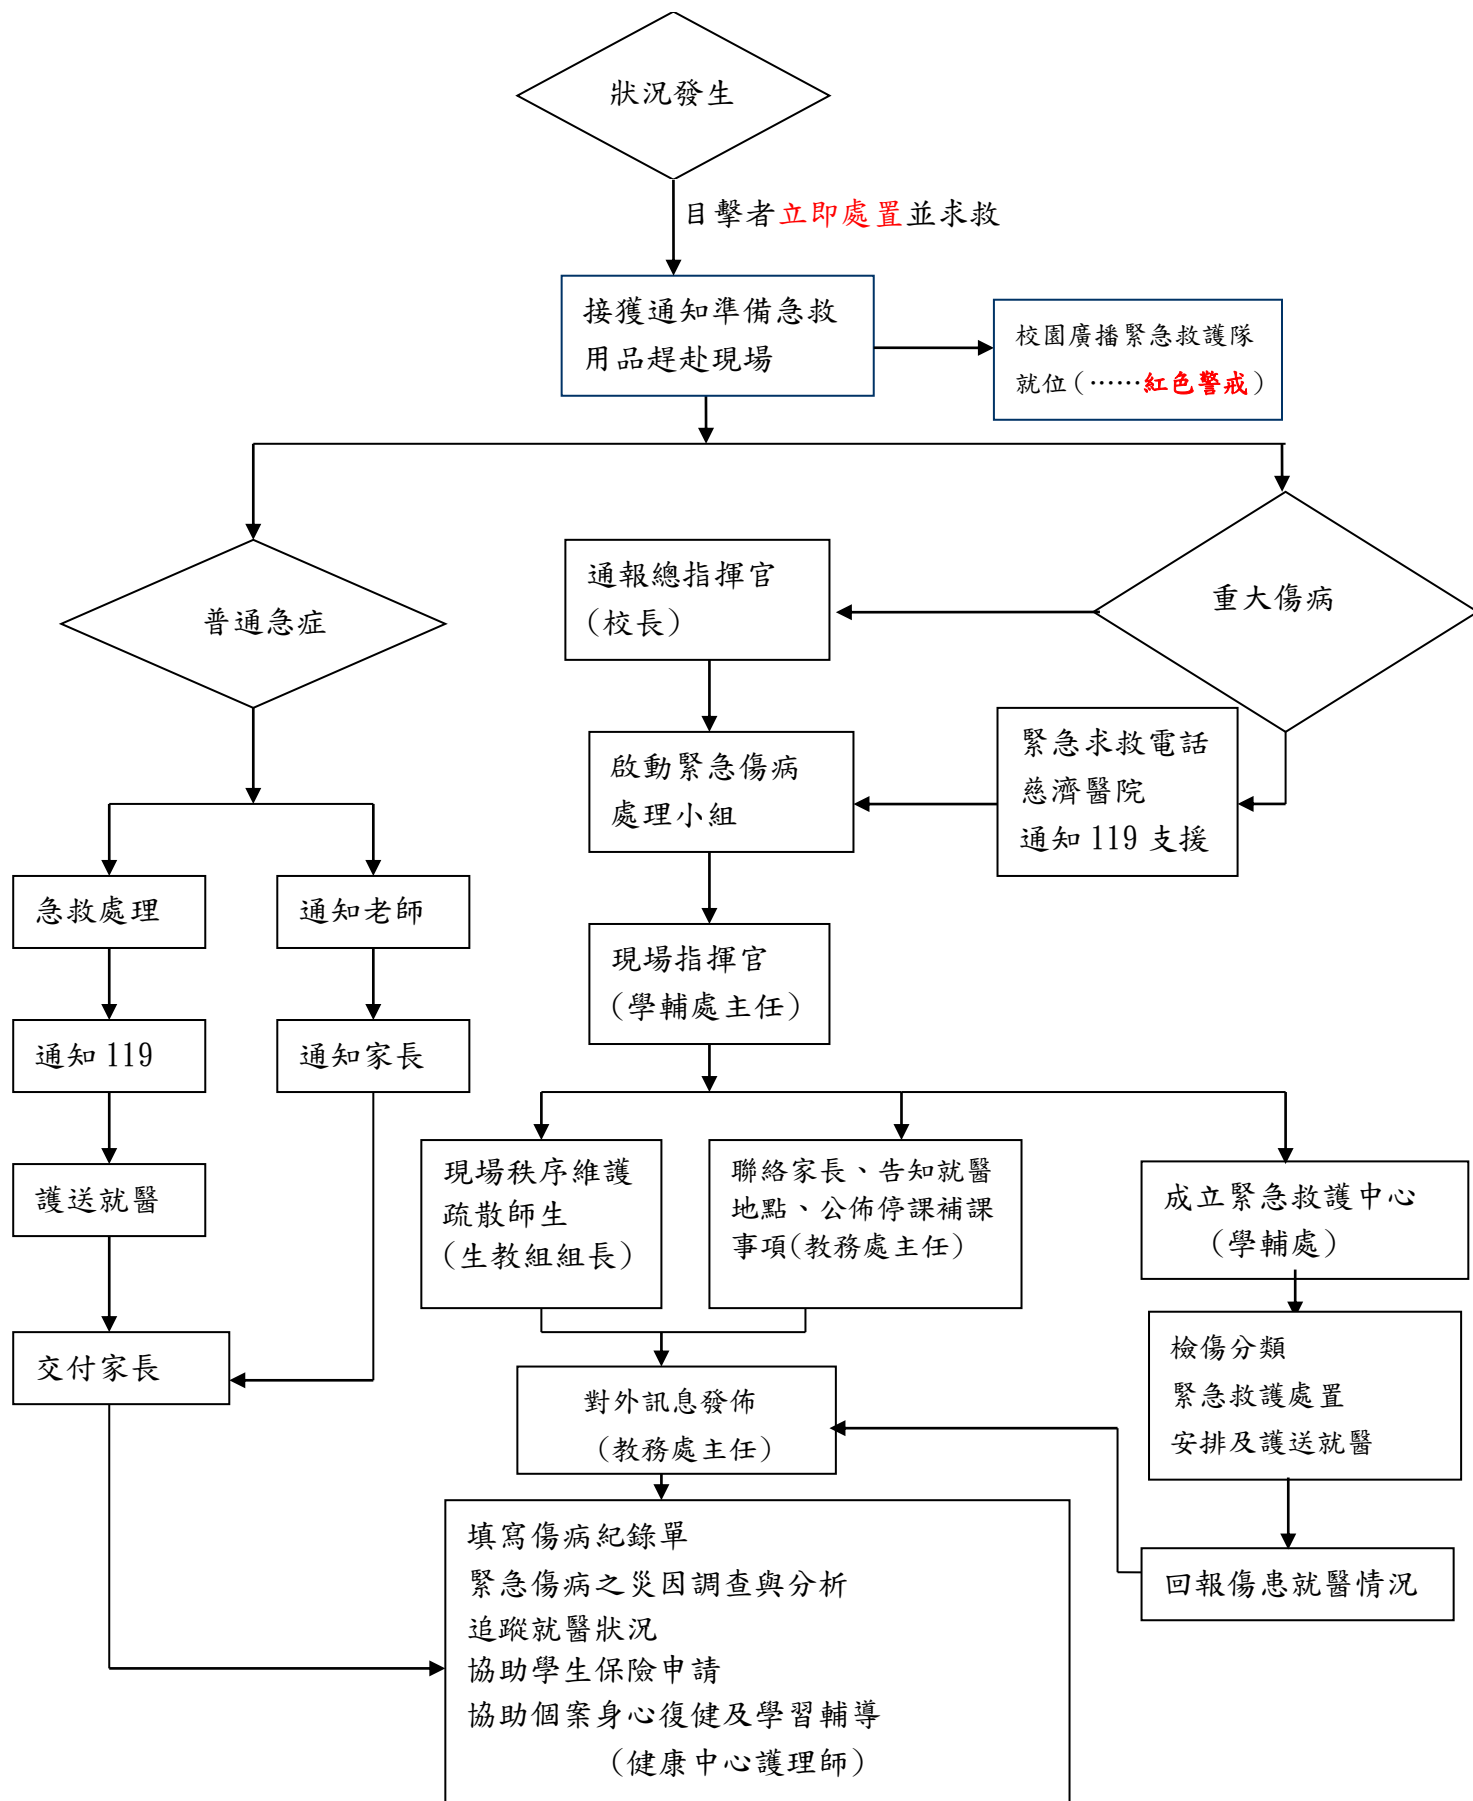 狀況發生
目擊者立即處置並求救
接獲通知準備急救
用品趕赴現場
校園廣播緊急救護隊
就位(……紅色警戒)
普通急症
通報總指揮官
(校長)
重大傷病
啟動緊急傷病
處理小組
緊急求救電話
慈濟醫院
通知 119 支援
急救處理
通知老師
現場指揮官
(學輔處主任)
通知 119
通知家長
護送就醫
現場秩序維護
疏散師生
(生教組組長)
聯絡家長、告知就醫
地點、公佈停課補課
事項(教務處主任)
成立緊急救護中心
(學輔處)
交付家長
對外訊息發佈
(教務處主任)
檢傷分類
緊急救護處置
安排及護送就醫
回報傷患就醫情況
填寫傷病紀錄單
緊急傷病之災因調查與分析
追蹤就醫狀況
協助學生保險申請
協助個案身心復健及學習輔導
(健康中心護理師)